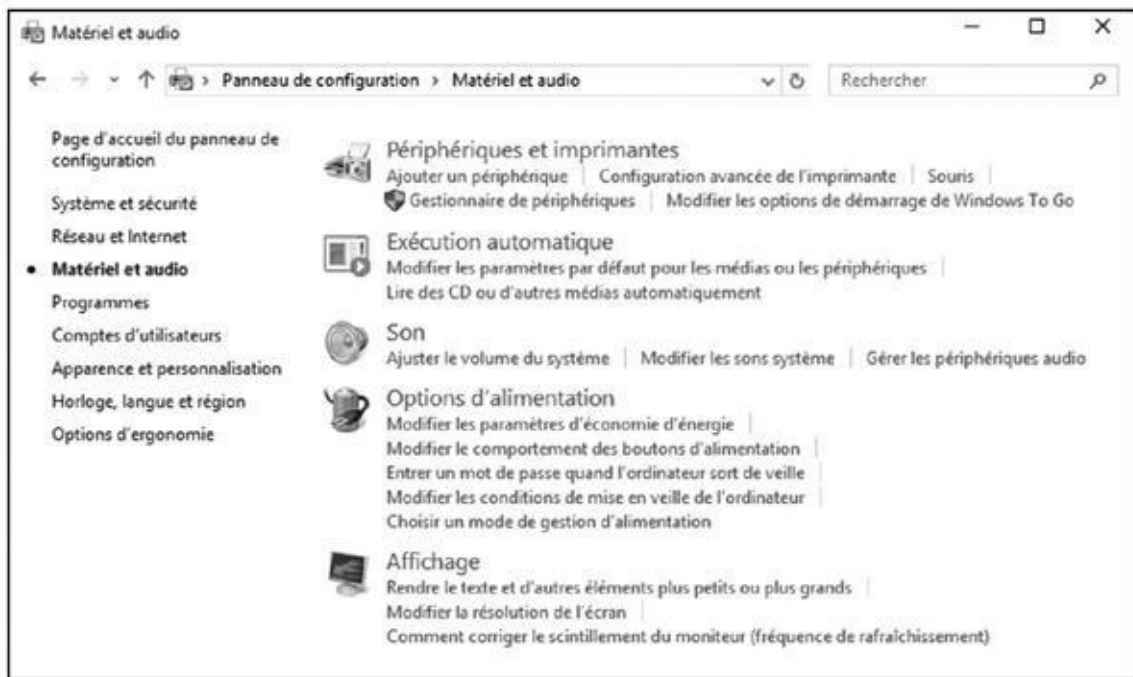 Matériel et audio
Panneau de configuration > Matériel et audio
Rechercher
Page d'accueil du panneau de
configuration
Système et sécurité
Réseau et Internet
Matériel et audio
Programmes
Comptes d'utilisateurs
Apparence et personnalisation
Horloge, langue et région
Options d'ergonomie
Périphériques et imprimantes
Ajouter un périphérique | Configuration avancée de l'imprimante | Souris |
Gestionnaire de périphériques | Modifier les options de démarrage de Windows To Go
Exécution automatique
Modifier les paramètres par défaut pour les médias ou les périphériques |
Lire des CD ou d'autres médias automatiquement
Son
Ajuster le volume du système | Modifier les sons système | Gérer les périphériques audio
Options d'alimentation
Modifier les paramètres d'économie d'énergie |
Modifier le comportement des boutons d'alimentation |
Entrer un mot de passe quand l'ordinateur sort de veille |
Modifier les conditions de mise en veille de l'ordinateur |
Choisir un mode de gestion d'alimentation
Affichage
Rendre le texte et d'autres éléments plus petits ou plus grands |
Modifier la résolution de l'écran |
Comment corriger le scintillement du moniteur (fréquence de rafraîchissement)